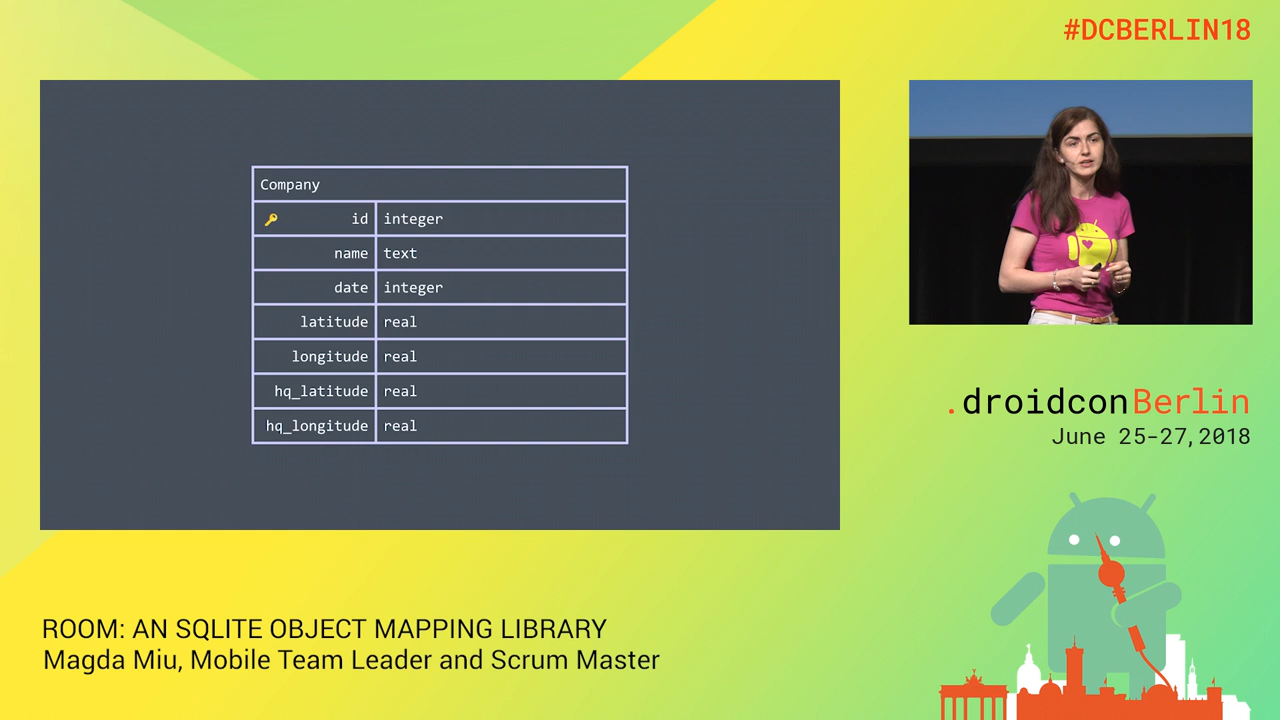 #DCBERLIN18
Company
id integer
name text
date integer
latitude real
longitude real
hq_latitude real
hq_longitude real
.droidconBerlin
June 25-27, 2018
ROOM: AN SQLITE OBJECT MAPPING LIBRARY
Magda Miu, Mobile Team Leader and Scrum Master